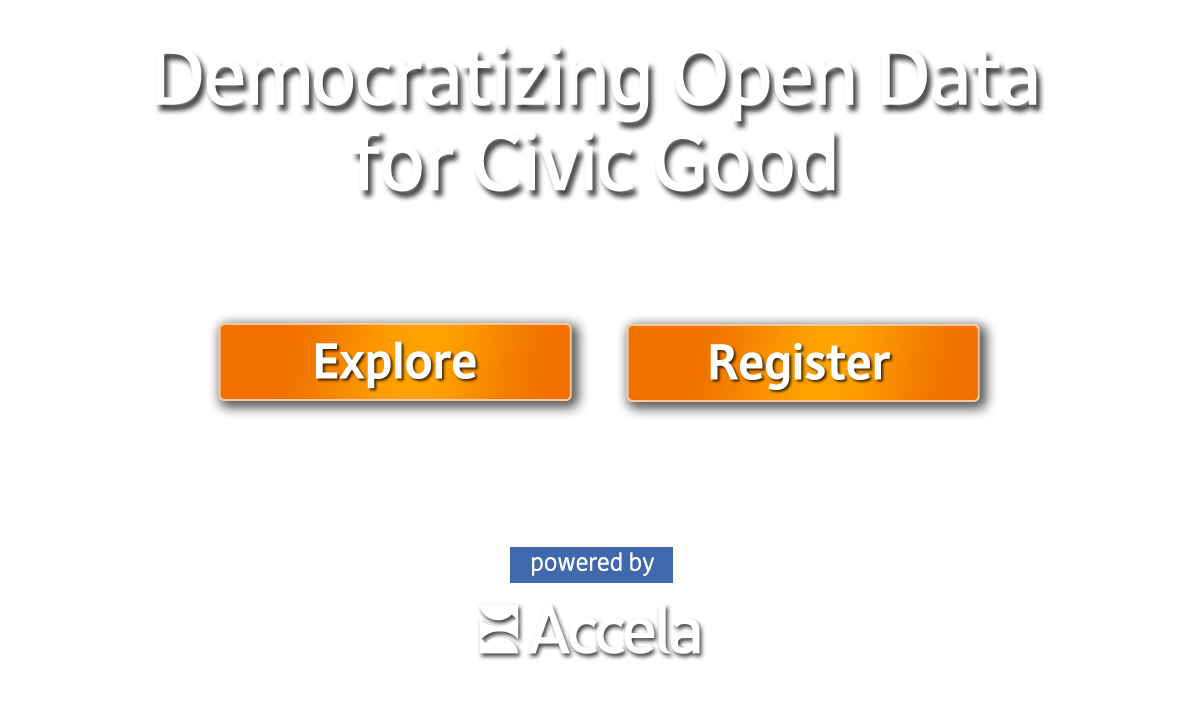 Democratizing Open Data
for Civic Good
Explore
Register
powered by
Accela